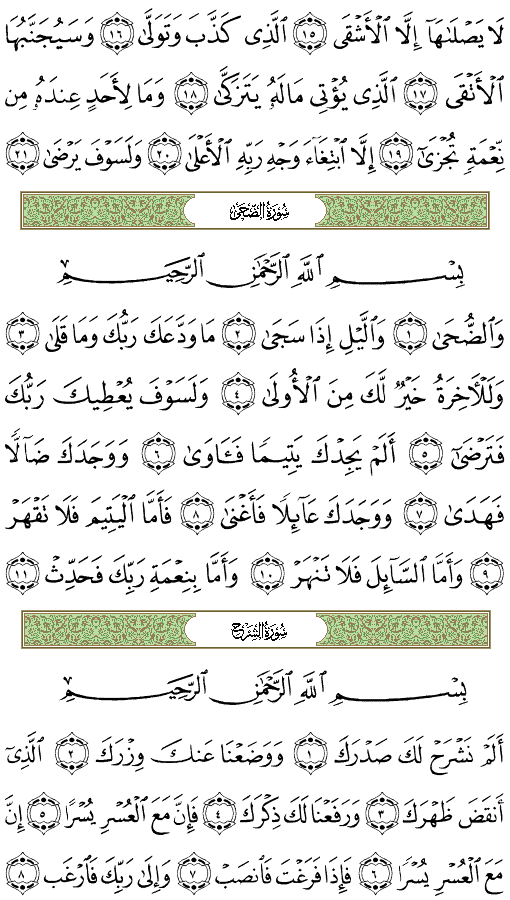 لَا يَصْلَىٰهَآ إِلَّا ٱلْأَشْقَى ١٥ ٱلَّذِى كَذَّبَ وَتَوَلَّىٰ ١٦ وَسَيُجَنَّبُهَا
ٱلْأَتْقَى ١٧ ٱلَّذِى يُؤْتِى مَالَهُۥ يَتَزَكَّىٰ ١٨ وَمَا لِأَحَدٍ عِندَهُۥ مِن
نِّعْمَةٍ تُجْزَىٰٓ ١٩ إِلَّا ٱبْتِغَآءَ وَجْهِ رَبِّهِ ٱلْأَعْلَىٰ ٢٠ وَلَسَوْفَ يَرْضَىٰ ٢١
سُورَةُ الضُّحَىٰ
بِسْمِ ٱللَّهِ ٱلرَّحْمَٰنِ ٱلرَّحِيمِ
وَٱلضُّحَىٰ ١ وَٱلَّيْلِ إِذَا سَجَىٰ ٢ مَا وَدَّعَكَ رَبُّكَ وَمَا قَلَىٰ ٣
وَلَلْأَخِرَةُ خَيْرٌ لَّكَ مِنَ ٱلْأُولَىٰ ٤ وَلَسَوْفَ يُعْطِيكَ رَبُّكَ
فَتَرْضَىٰٓ ٥ أَلَمْ يَجِدْكَ يَتِيمًا فَـَٔاوَىٰ ٦ وَوَجَدَكَ ضَآلًّا
فَهَدَىٰ ٧ وَوَجَدَكَ عَآئِلًا فَأَغْنَىٰ ٨ فَأَمَّا ٱلْيَتِيمَ فَلَا تَقْهَرْ
٩ وَأَمَّا ٱلسَّآئِلَ فَلَا تَنْهَرْ ١٠ وَأَمَّا بِنِعْمَةِ رَبِّكَ فَحَدِّثْ ١١
سُورَةُ الشَّرْحِ
بِسْمِ ٱللَّهِ ٱلرَّحْمَٰنِ ٱلرَّحِيمِ
أَلَمْ نَشْرَحْ لَكَ صَدْرَكَ ١ وَوَضَعْنَا عَنكَ وِزْرَكَ ٢ ٱلَّذِىٓ
أَنقَضَ ظَهْرَكَ ٣ وَرَفَعْنَا لَكَ ذِكْرَكَ ٤ فَإِنَّ مَعَ ٱلْعُسْرِ يُسْرًا ٥ إِنَّ
مَعَ ٱلْعُسْرِ يُسْرًا ٦ فَإِذَا فَرَغْتَ فَٱنصَبْ ٧ وَإِلَىٰ رَبِّكَ فَٱرْغَب ٨